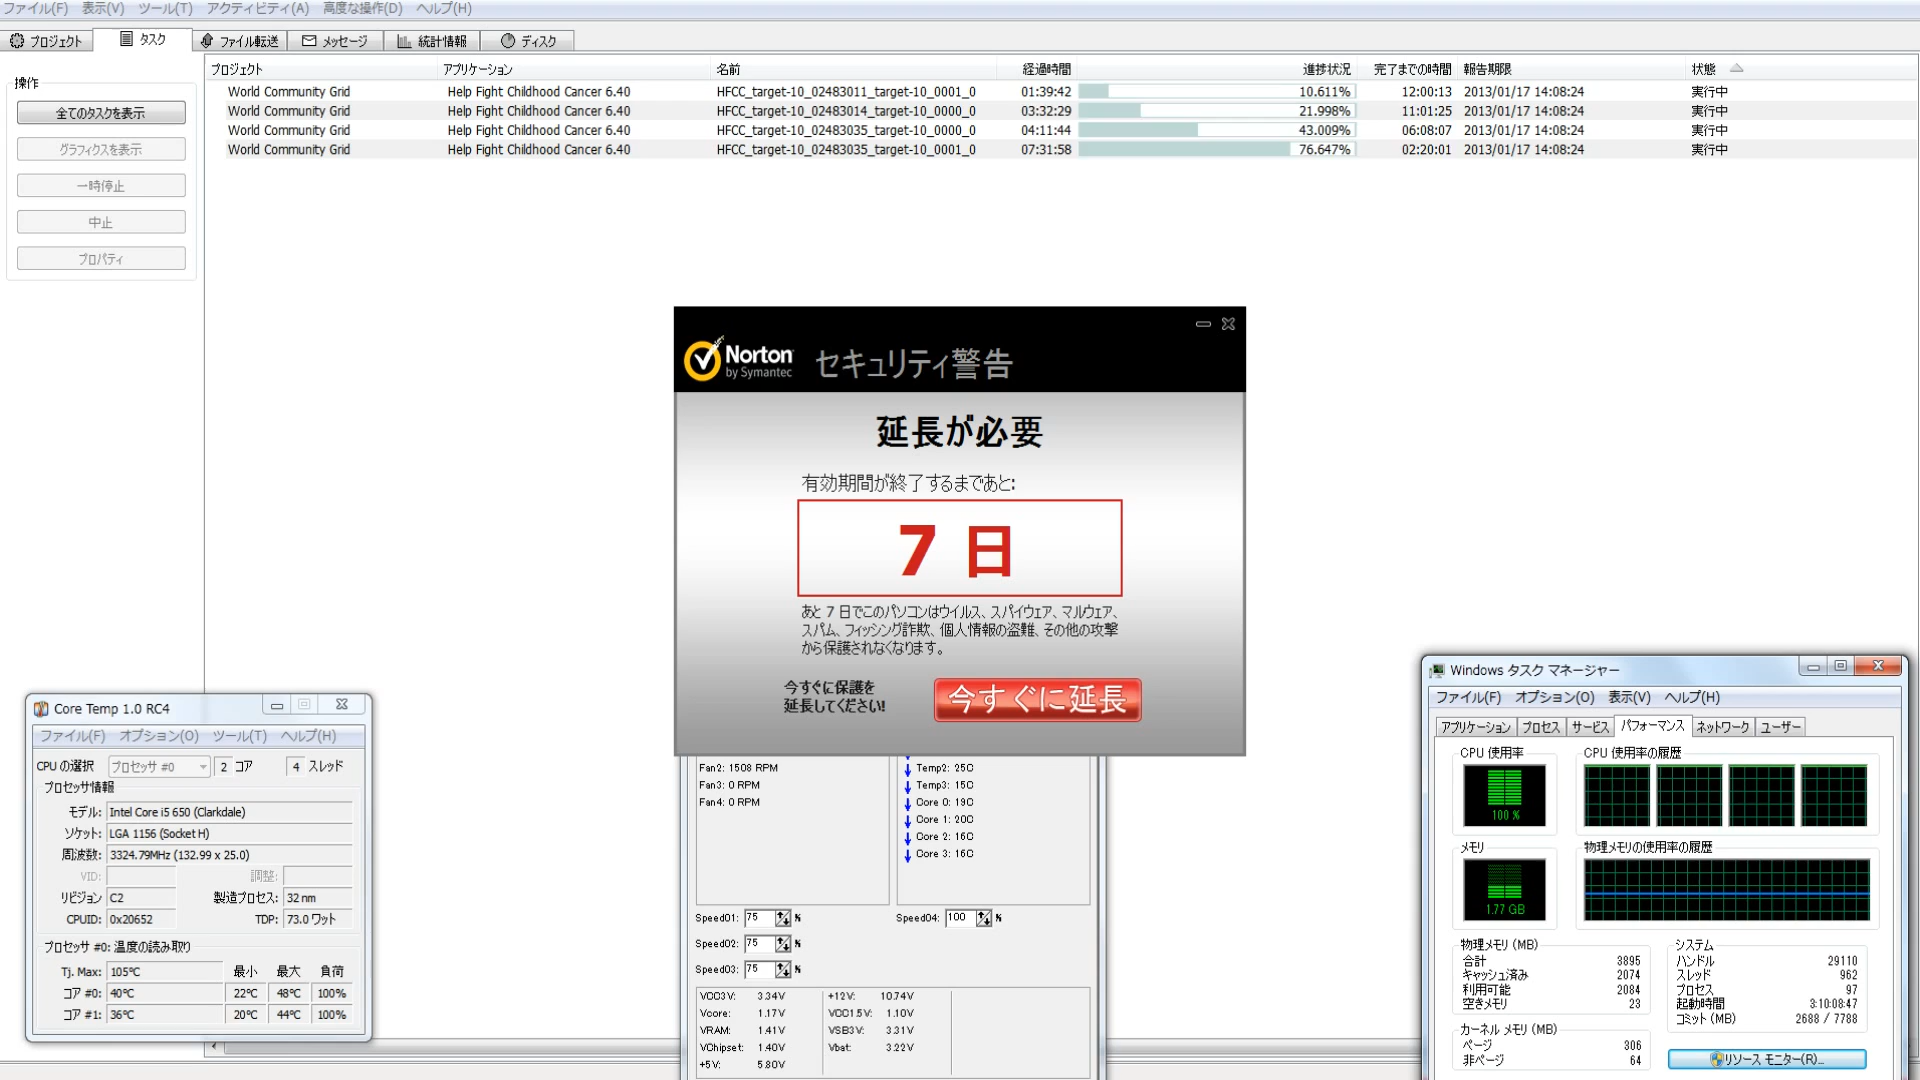 ファイル(F) 表示(V) ツール(T) アクティビティ(A) 高度な操作(D) ヘルプ(H)
プロジェクト タスク ファイル転送 メッセージ 統計情報 ディスク
操作
全てのタスクを表示
グラフィクスを表示
一時停止
中止
プロパティ
プロジェクト アプリケーション 名前 経過時間 進捗状況 完了までの時間 報告期限 状態
World Community Grid Help Fight Childhood Cancer 6.40 HFCC_target-10_02483011_target-10_0001_0 01:39:42 10.611% 12:00:13 2013/01/17 14:08:24 実行中
World Community Grid Help Fight Childhood Cancer 6.40 HFCC_target-10_02483014_target-10_0000_0 03:32:29 21.998% 11:01:25 2013/01/17 14:08:24 実行中
World Community Grid Help Fight Childhood Cancer 6.40 HFCC_target-10_02483035_target-10_0000_0 04:11:44 43.009% 06:08:07 2013/01/17 14:08:24 実行中
World Community Grid Help Fight Childhood Cancer 6.40 HFCC_target-10_02483035_target-10_0001_0 07:31:58 76.647% 02:20:01 2013/01/17 14:08:24 実行中
Norton by Symantec セキュリティ警告
延長が必要
有効期間が終了するまであと:
7 日
あと 7 日でこのパソコンはウイルス、スパイウェア、マルウェア、
スパム、フィッシング詐欺、個人情報の盗難、その他の攻撃
から保護されなくなります。
今すぐに保護を
延長してください!
今すぐに延長
Core Temp 1.0 RC4
ファイル(F) オプション(O) ツール(T) ヘルプ(H)
CPU の選択 プロセッサ #0 2 コア 4 スレッド
プロセッサ情報
モデル: Intel Core i5 650 (Clarkdale)
ソケット: LGA 1156 (Socket H)
周波数: 3324.79MHz (132.99 x 25.0)
VID: 調整:
リビジョン C2 製造プロセス: 32 nm
CPUID: 0x20652 TDP: 73.0 ワット
プロセッサ #0: 温度の読み取り
Tj. Max: 105℃ 最小 最大 負荷
コア #0: 40℃ 22℃ 48℃ 100%
コア #1: 36℃ 20℃ 44℃ 100%
Fan2: 1508 RPM
Fan3: 0 RPM
Fan4: 0 RPM
Temp2: 25C
Temp3: 15C
Core 0: 19C
Core 1: 20C
Core 2: 16C
Core 3: 16C
Speed01: 75 % Speed04: 100 %
Speed02: 75 %
Speed03: 75 %
VCC3V: 3.34V +12V: 10.74V
Vcore: 1.17V VCC1.5V: 1.10V
VRAM: 1.41V VSB3V: 3.31V
VChipset: 1.40V Vbat: 3.22V
+5V: 5.80V
Windows タスク マネージャー
ファイル(F) オプション(O) 表示(V) ヘルプ(H)
アプリケーション プロセス サービス パフォーマンス ネットワーク ユーザー
CPU 使用率 CPU 使用率の履歴
100 %
メモリ 物理メモリの使用率の履歴
1.77 GB
物理メモリ (MB)
合計 3895
キャッシュ済み 2074
利用可能 2084
空きメモリ 23
カーネル メモリ (MB)
ページ 306
非ページ 64
システム
ハンドル 29110
スレッド 962
プロセス 97
起動時間 3:10:08:47
コミット (MB) 2688 / 7788
リソース モニター(R)...